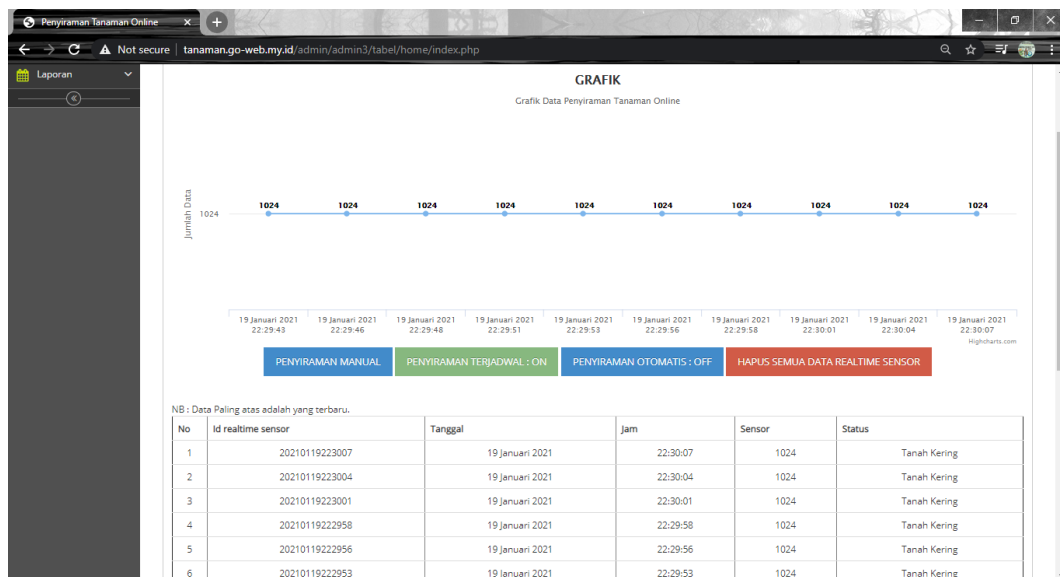 Penyiraman Tanaman Online
Not secure | tanaman.go-web.my.id/admin/admin3/tabel/home/index.php
Laporan
GRAFIK
Grafik Data Penyiraman Tanaman Online
Jumlah Data
1024
1024 1024 1024 1024 1024 1024 1024 1024 1024 1024
19 Januari 2021 19 Januari 2021 19 Januari 2021 19 Januari 2021 19 Januari 2021 19 Januari 2021 19 Januari 2021 19 Januari 2021 19 Januari 2021 19 Januari 2021
22:29:43 22:29:46 22:29:48 22:29:51 22:29:53 22:29:56 22:29:58 22:30:01 22:30:04 22:30:07
Highcharts.com
PENYIRAMAN MANUAL PENYIRAMAN TERJADWAL : ON PENYIRAMAN OTOMATIS : OFF HAPUS SEMUA DATA REALTIME SENSOR
NB : Data Paling atas adalah yang terbaru.
No Id realtime sensor Tanggal Jam Sensor Status
1 20210119223007 19 Januari 2021 22:30:07 1024 Tanah Kering
2 20210119223004 19 Januari 2021 22:30:04 1024 Tanah Kering
3 20210119223001 19 Januari 2021 22:30:01 1024 Tanah Kering
4 20210119222958 19 Januari 2021 22:29:58 1024 Tanah Kering
5 20210119222956 19 Januari 2021 22:29:56 1024 Tanah Kering
6 20210119222953 19 Januari 2021 22:29:53 1024 Tanah Kering